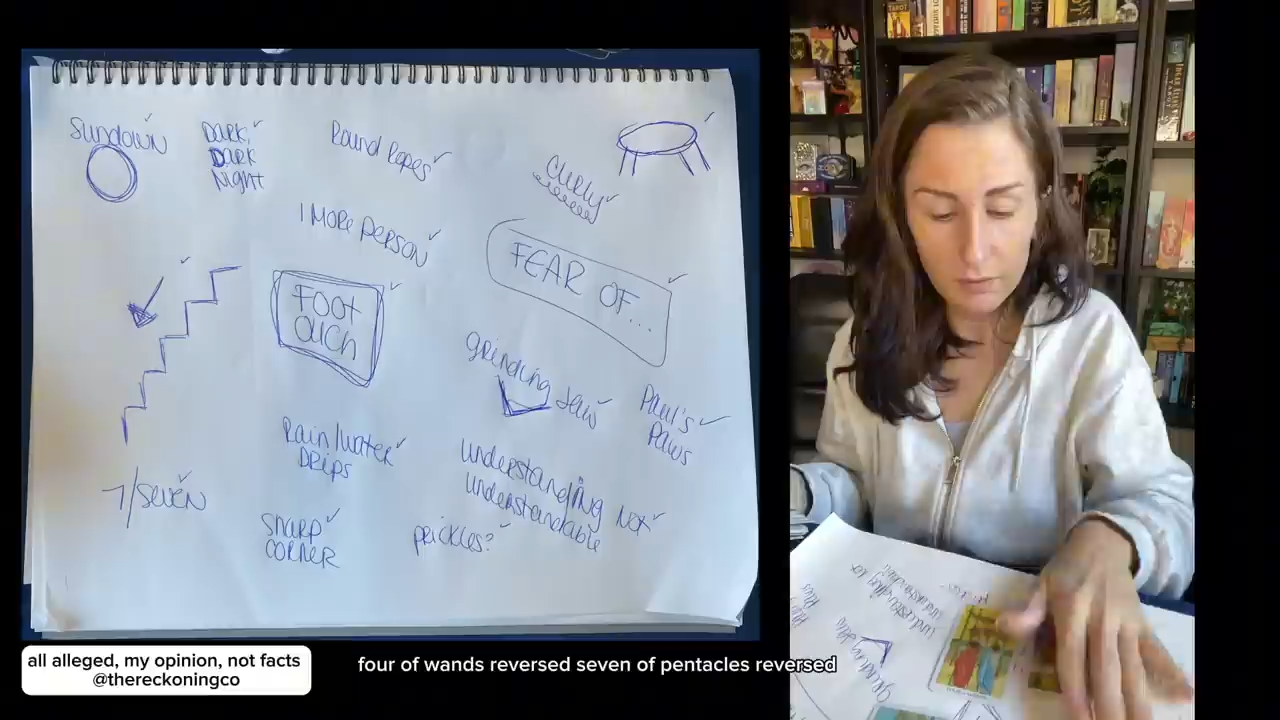 Sundown
DARK,
DARK
Night
Round Ropes
Curly
1 MORE PERSON
FEAR OF...
FOOT
OUCH
grinding Jaw
Paul's
Paws
Rain/water
DRIPS
understanding not
understandable
7/SEVEN
SHARP
CORNER
prickles?
all alleged, my opinion, not facts
@thereckoningco
four of wands reversed seven of pentacles reversed